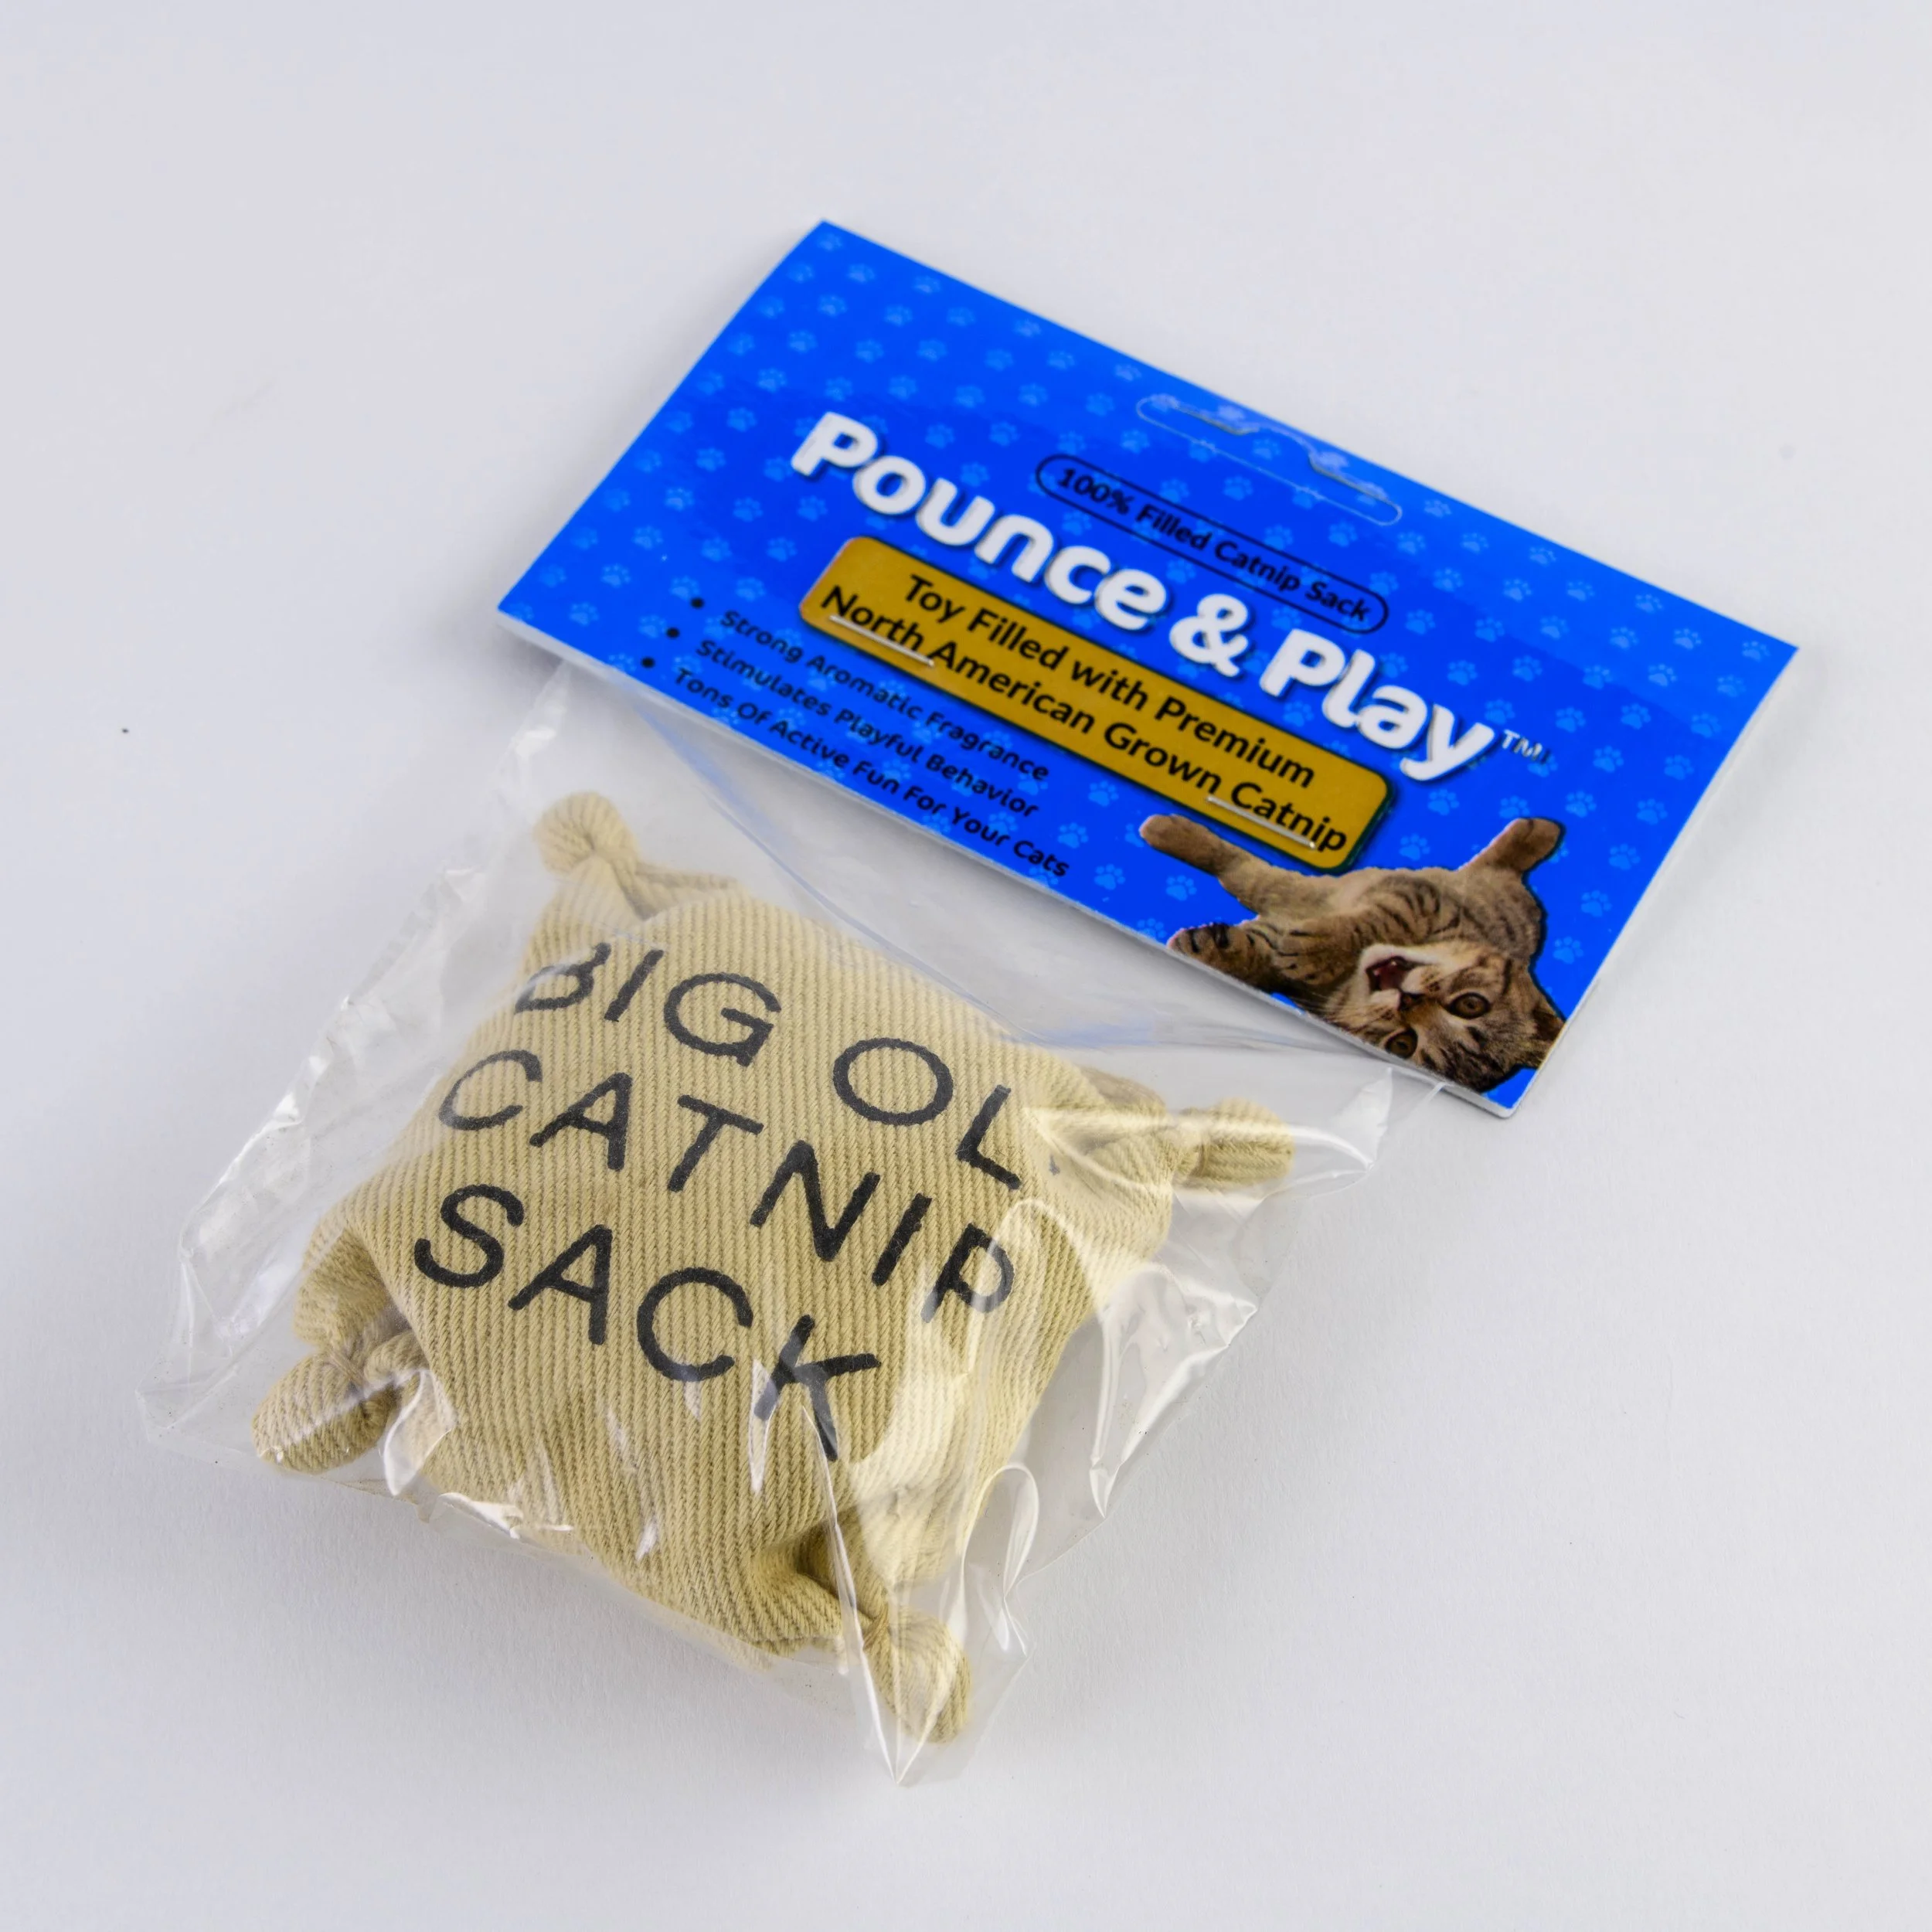 100% Filled Catnip Sack
Pounce & Play™
Toy Filled with Premium
North American Grown Catnip
• Strong Aromatic Fragrance
• Stimulates Playful Behavior
• Tons Of Active Fun For Your Cats
BIG OL
CATNIP
SACK